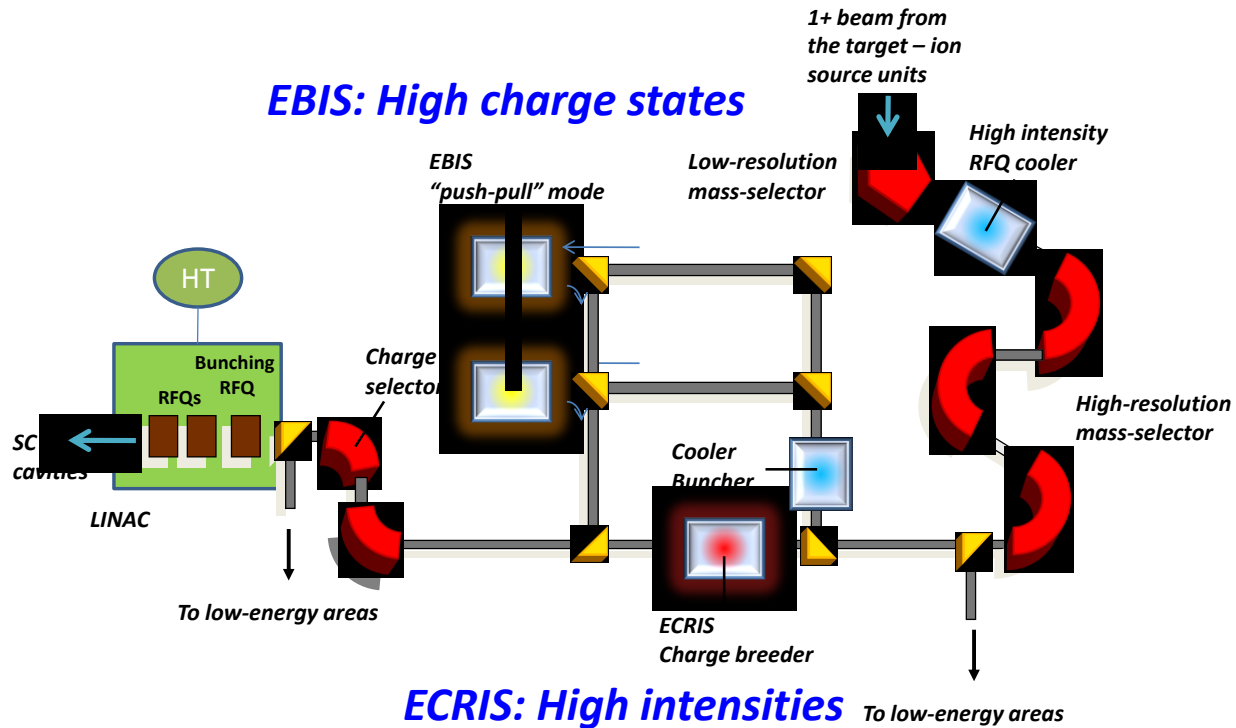 1+ beam from
the target – ion
source units
EBIS: High charge states
High intensity
RFQ cooler
Low-resolution
mass-selector
EBIS
“push-pull” mode
HT
Charge
selector
Bunching
RFQ
RFQs
SC
cavities
LINAC
High-resolution
mass-selector
Cooler
Buncher
To low-energy areas
ECRIS
Charge breeder
ECRIS: High intensities
To low-energy areas